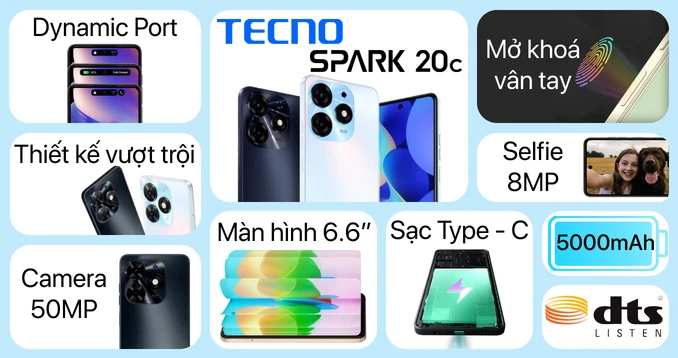 Dynamic Port
TECNO
SPARK 20c
Mở khoá
vân tay
Thiết kế vượt trội
Selfie
8MP
Camera
50MP
Màn hình 6.6”
Sạc Type - C
5000mAh
dts
LISTEN